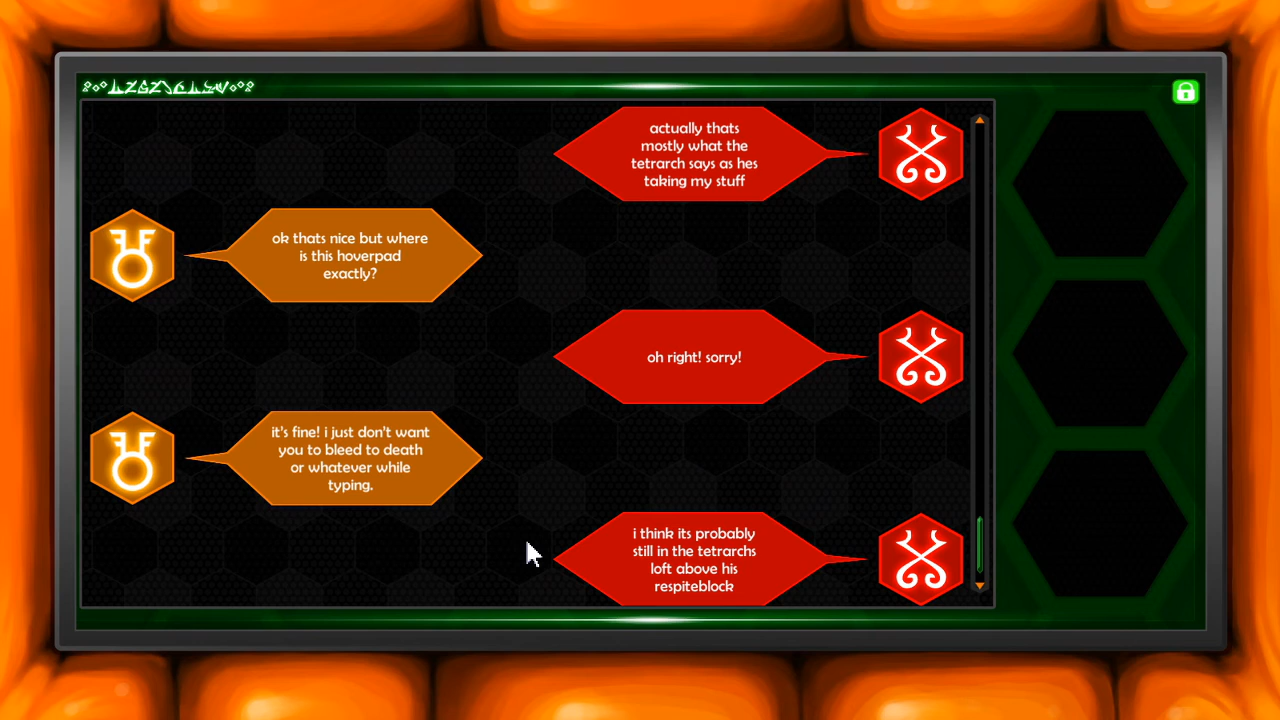 actually thats
mostly what the
tetrarch says as hes
taking my stuff
ok thats nice but where
is this hoverpad
exactly?
oh right! sorry!
it's fine! i just don't want
you to bleed to death
or whatever while
typing.
i think its probably
still in the tetrarchs
loft above his
respiteblock